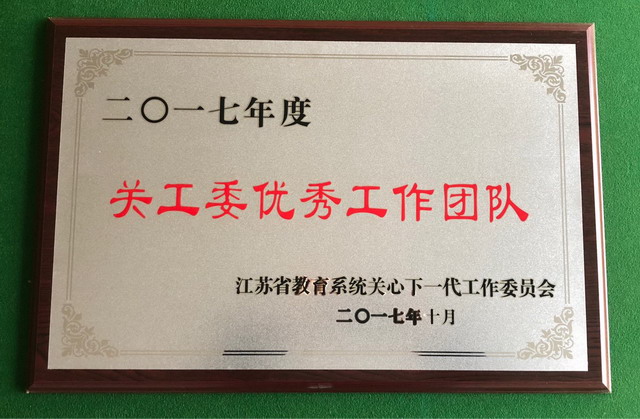 二〇一七年度
关工委优秀工作团队
江苏省教育系统关心下一代工作委员会
二〇一七年十月